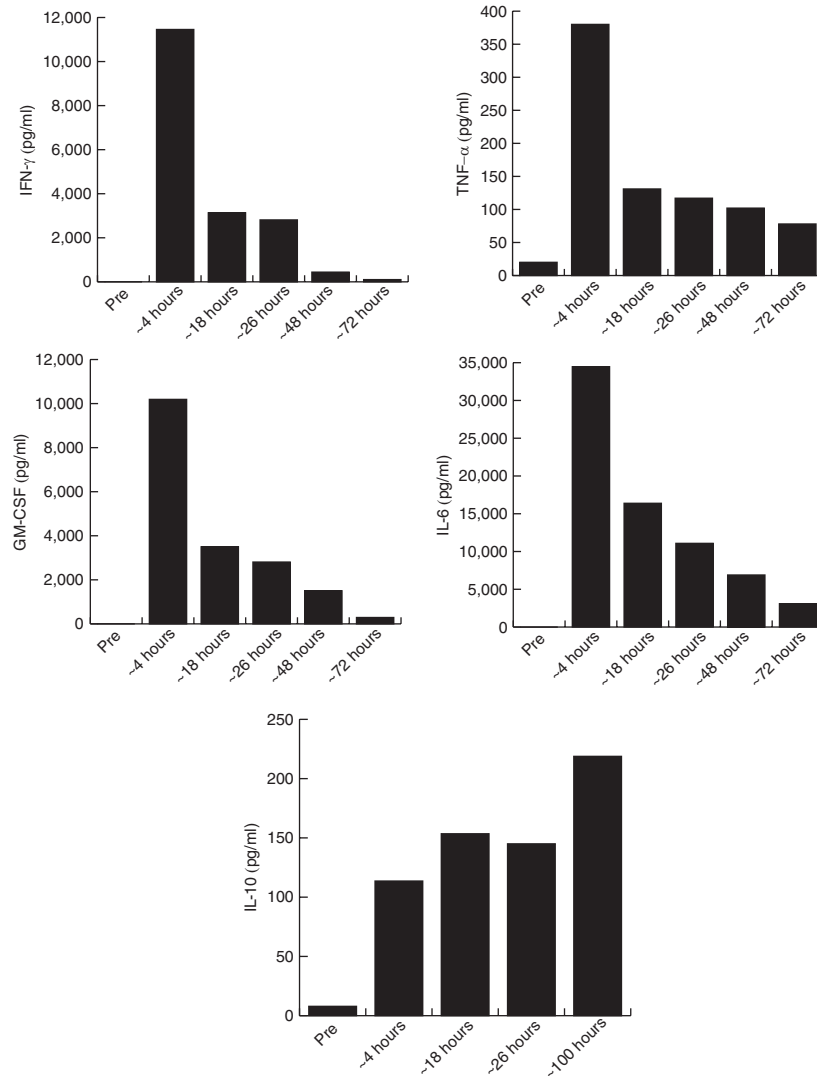 IFN-γ (pg/ml)
12,000
12,000
10,000
8,000
6,000
4,000
2,000
0
Pre
~4 hours
~18 hours
~26 hours
~48 hours
~72 hours
TNF–α (pg/ml)
400
350
300
250
200
150
100
50
0
Pre
~4 hours
~18 hours
~26 hours
~48 hours
~72 hours
GM-CSF (pg/ml)
12,000
10,000
8,000
6,000
4,000
2,000
0
Pre
~4 hours
~18 hours
~26 hours
~48 hours
~72 hours
IL-6 (pg/ml)
35,000
30,000
25,000
20,000
15,000
10,000
5,000
0
Pre
~4 hours
~18 hours
~26 hours
~48 hours
~72 hours
IL-10 (pg/ml)
250
200
150
100
50
0
Pre
~4 hours
~18 hours
~26 hours
~100 hours